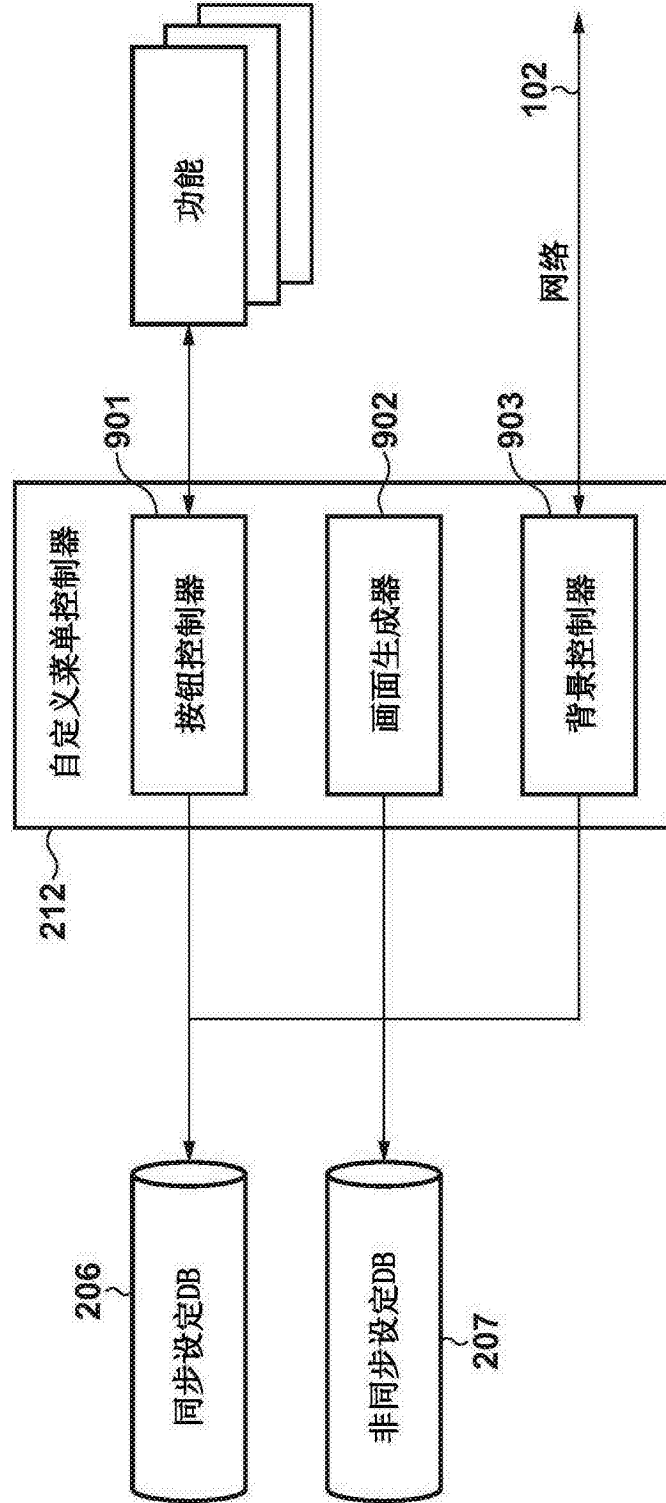 212
自定义菜单控制器
901
按钮控制器
功能
206
同步设定DB
902
画面生成器
非同步设定DB
207
903
背景控制器
网络
102